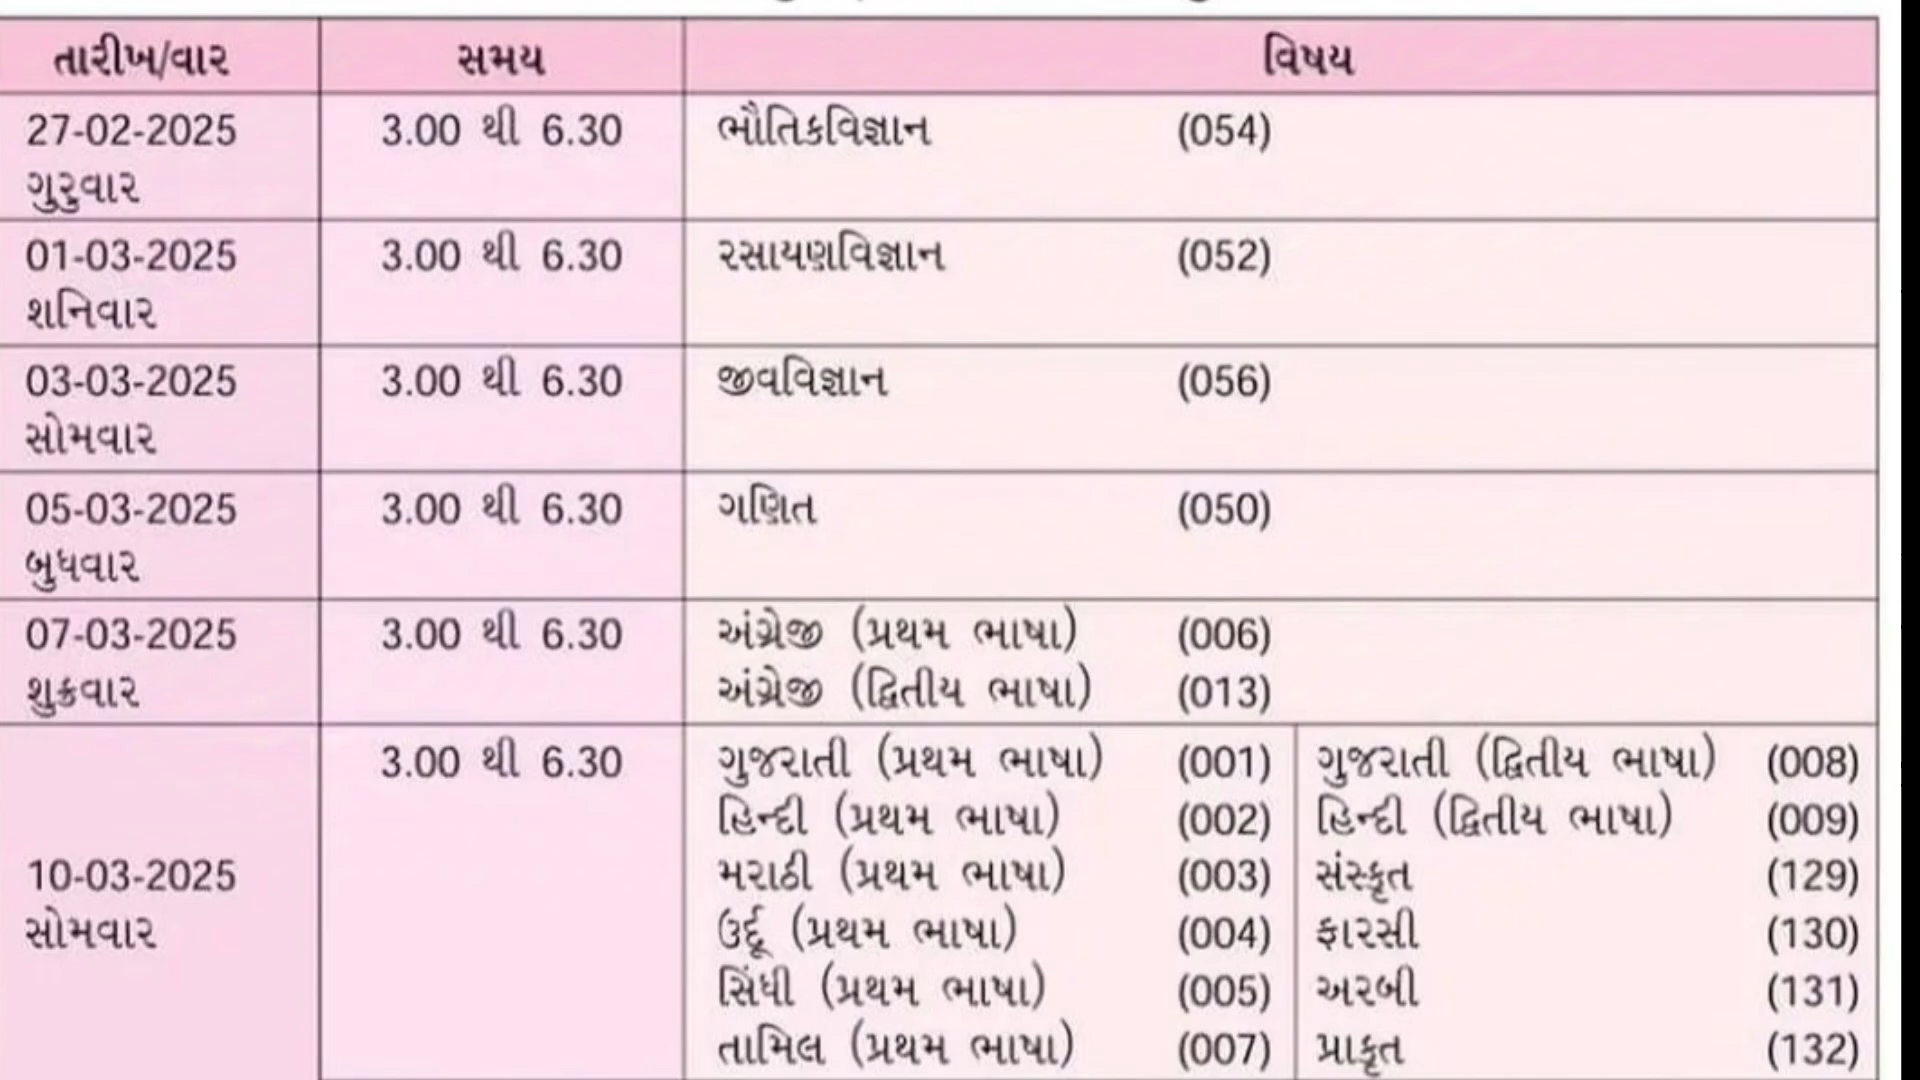 તારીખ/વાર સમય વિષય
27-02-2025 3.00 થી 6.30 ભૌતિકવિજ્ઞાન (054)
ગુરુવાર
01-03-2025 3.00 થી 6.30 રસાયણવિજ્ઞાન (052)
શનિવાર
03-03-2025 3.00 થી 6.30 જીવવિજ્ઞાન (056)
સોમવાર
05-03-2025 3.00 થી 6.30 ગણિત (050)
બુધવાર
07-03-2025 3.00 થી 6.30 અંગ્રેજી (પ્રથમ ભાષા) (006)
શુક્રવાર અંગ્રેજી (દ્વિતીય ભાષા) (013)
3.00 થી 6.30 ગુજરાતી (પ્રથમ ભાષા) (001) ગુજરાતી (દ્વિતીય ભાષા) (008)
હિન્દી (પ્રથમ ભાષા) (002) હિન્દી (દ્વિતીય ભાષા) (009)
10-03-2025 મરાઠી (પ્રથમ ભાષા) (003) સંસ્કૃત (129)
સોમવાર ઉર્દૂ (પ્રથમ ભાષા) (004) ફારસી (130)
સિંધી (પ્રથમ ભાષા) (005) અરબી (131)
તામિલ (પ્રથમ ભાષા) (007) પ્રાકૃત (132)